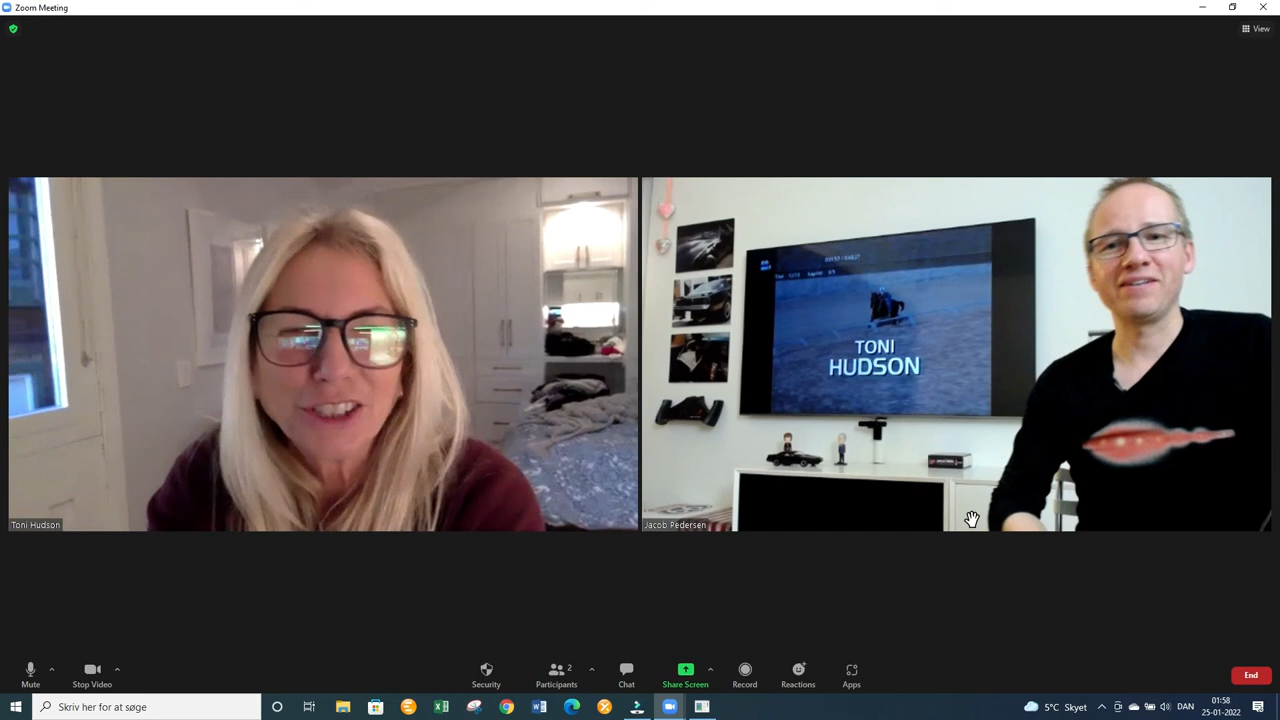 Zoom Meeting
View
TONI
HUDSON
Toni Hudson
Jacob Pedersen
Mute
Stop Video
Security
2
Participants
Chat
Share Screen
Record
Reactions
Apps
End
Skriv her for at søge
5°C Skyet
DAN
01:58
25-01-2022